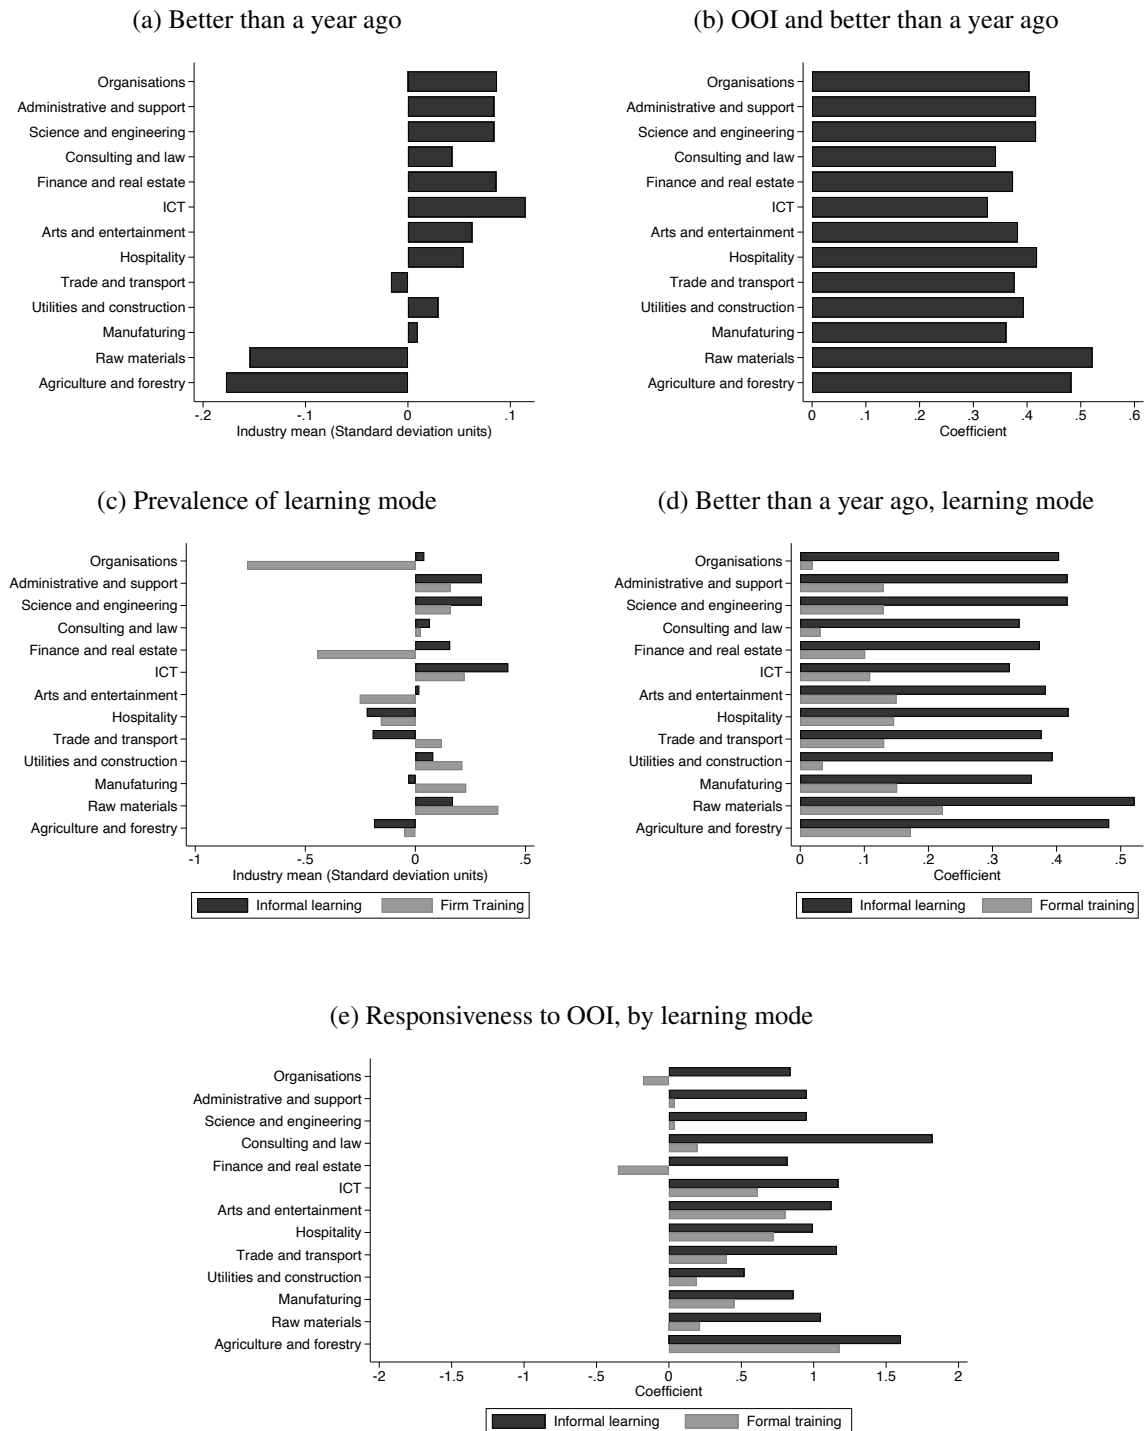 (a) Better than a year ago
Organisations
Administrative and support
Science and engineering
Consulting and law
Finance and real estate
ICT
Arts and entertainment
Hospitality
Trade and transport
Utilities and construction
Manufaturing
Raw materials
Agriculture and forestry
-.2 -.1 0 .1
Industry mean (Standard deviation units)
(b) OOI and better than a year ago
Organisations
Administrative and support
Science and engineering
Consulting and law
Finance and real estate
ICT
Arts and entertainment
Hospitality
Trade and transport
Utilities and construction
Manufaturing
Raw materials
Agriculture and forestry
0 .1 .2 .3 .4 .5 .6
Coefficient
(c) Prevalence of learning mode
Organisations
Administrative and support
Science and engineering
Consulting and law
Finance and real estate
ICT
Arts and entertainment
Hospitality
Trade and transport
Utilities and construction
Manufaturing
Raw materials
Agriculture and forestry
-1 -.5 0 .5
Industry mean (Standard deviation units)
Informal learning Firm Training
(d) Better than a year ago, learning mode
Organisations
Administrative and support
Science and engineering
Consulting and law
Finance and real estate
ICT
Arts and entertainment
Hospitality
Trade and transport
Utilities and construction
Manufaturing
Raw materials
Agriculture and forestry
0 .1 .2 .3 .4 .5
Coefficient
Informal learning Formal training
(e) Responsiveness to OOI, by learning mode
Organisations
Administrative and support
Science and engineering
Consulting and law
Finance and real estate
ICT
Arts and entertainment
Hospitality
Trade and transport
Utilities and construction
Manufaturing
Raw materials
Agriculture and forestry
-2 -1.5 -1 -.5 0 .5 1 1.5 2
Coefficient
Informal learning Formal training